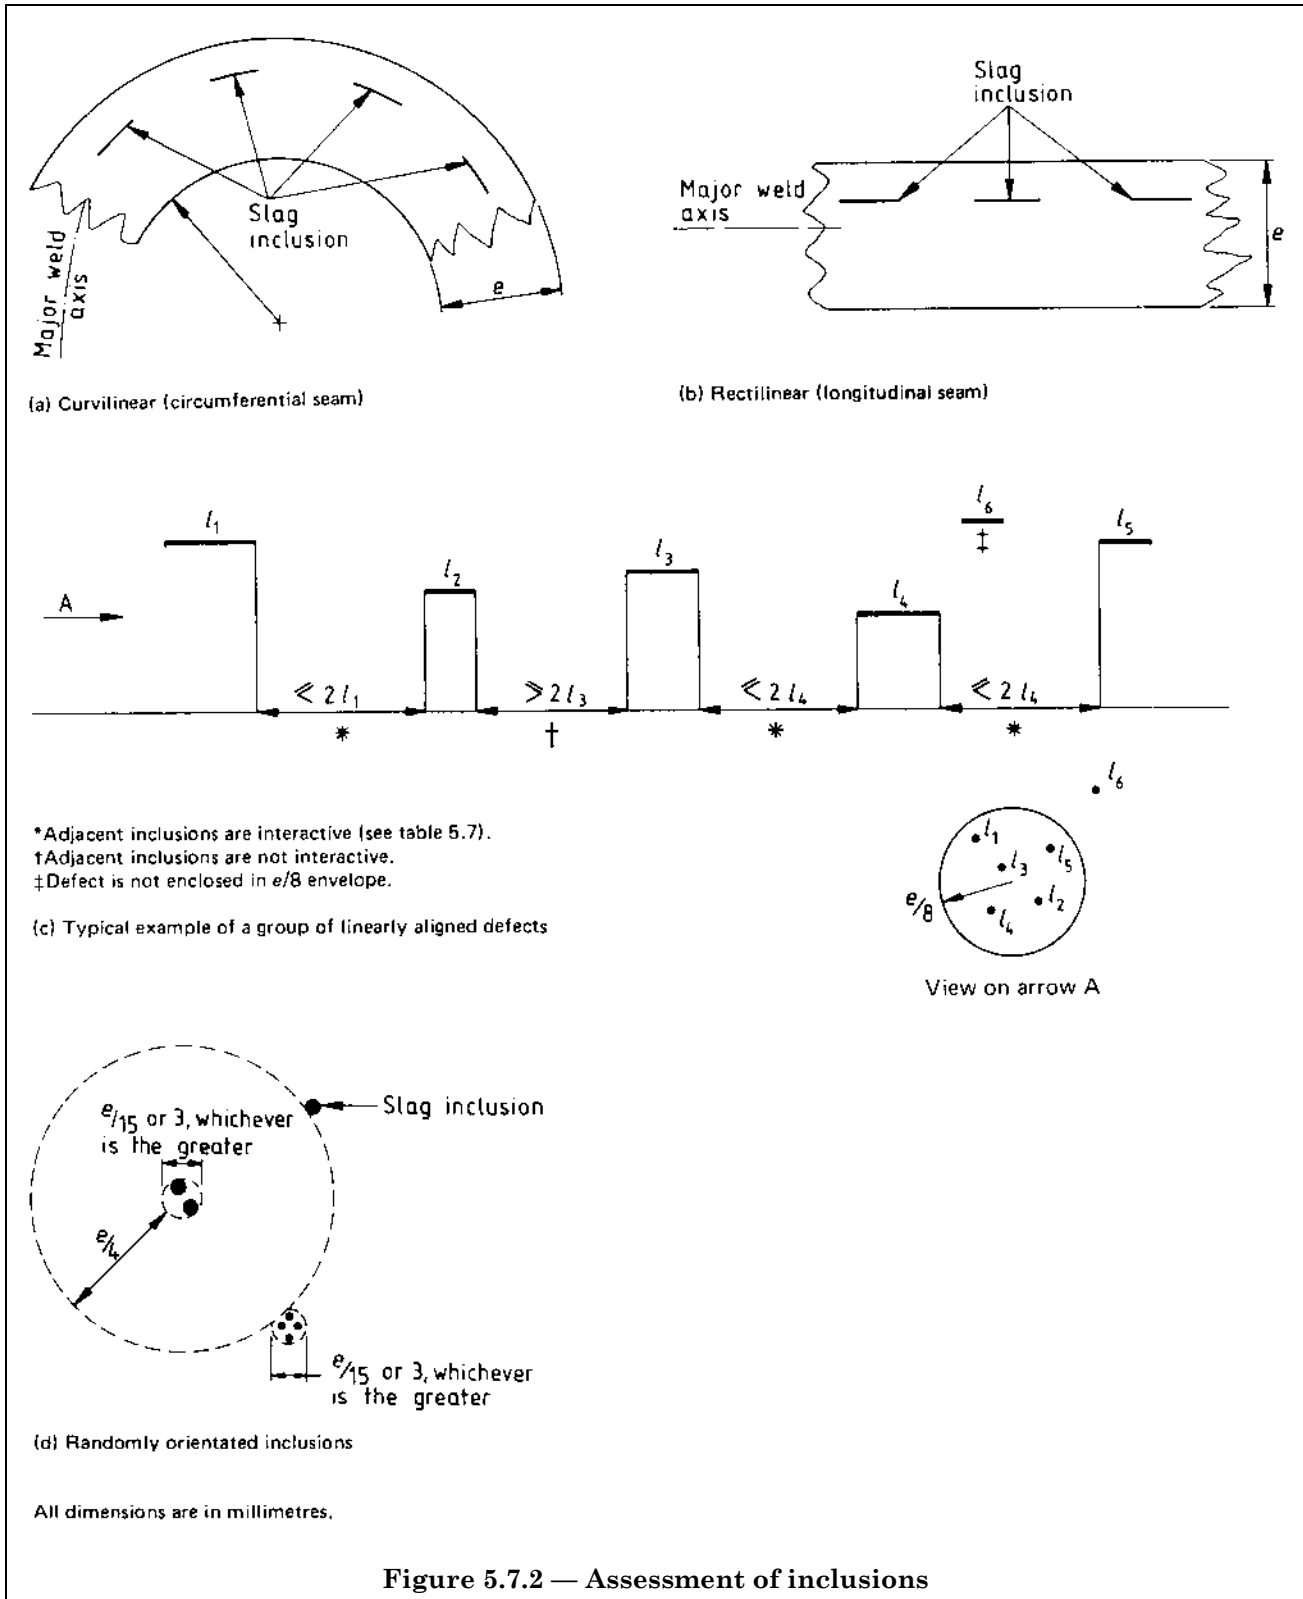 Slag
inclusion
Major weld
axis
e
(a) Curvilinear (circumferential seam)
Slag
inclusion
Major weld
axis
e
(b) Rectilinear (longitudinal seam)
l₁
l₂
l₃
l₄
l₆
‡
l₅
A
⩽ 2 l₁
> 2 l₃
⩽ 2 l₄
⩽ 2 l₄
*
†
*
*
*Adjacent inclusions are interactive (see table 5.7).
†Adjacent inclusions are not interactive.
‡Defect is not enclosed in e/8 envelope.
(c) Typical example of a group of linearly aligned defects
l₆
l₁
l₃
l₅
l₂
l₄
e/8
View on arrow A
e/15 or 3, whichever
is the greater
Slag inclusion
e/4
e/15 or 3, whichever
is the greater
(d) Randomly orientated inclusions
All dimensions are in millimetres.
Figure 5.7.2 — Assessment of inclusions